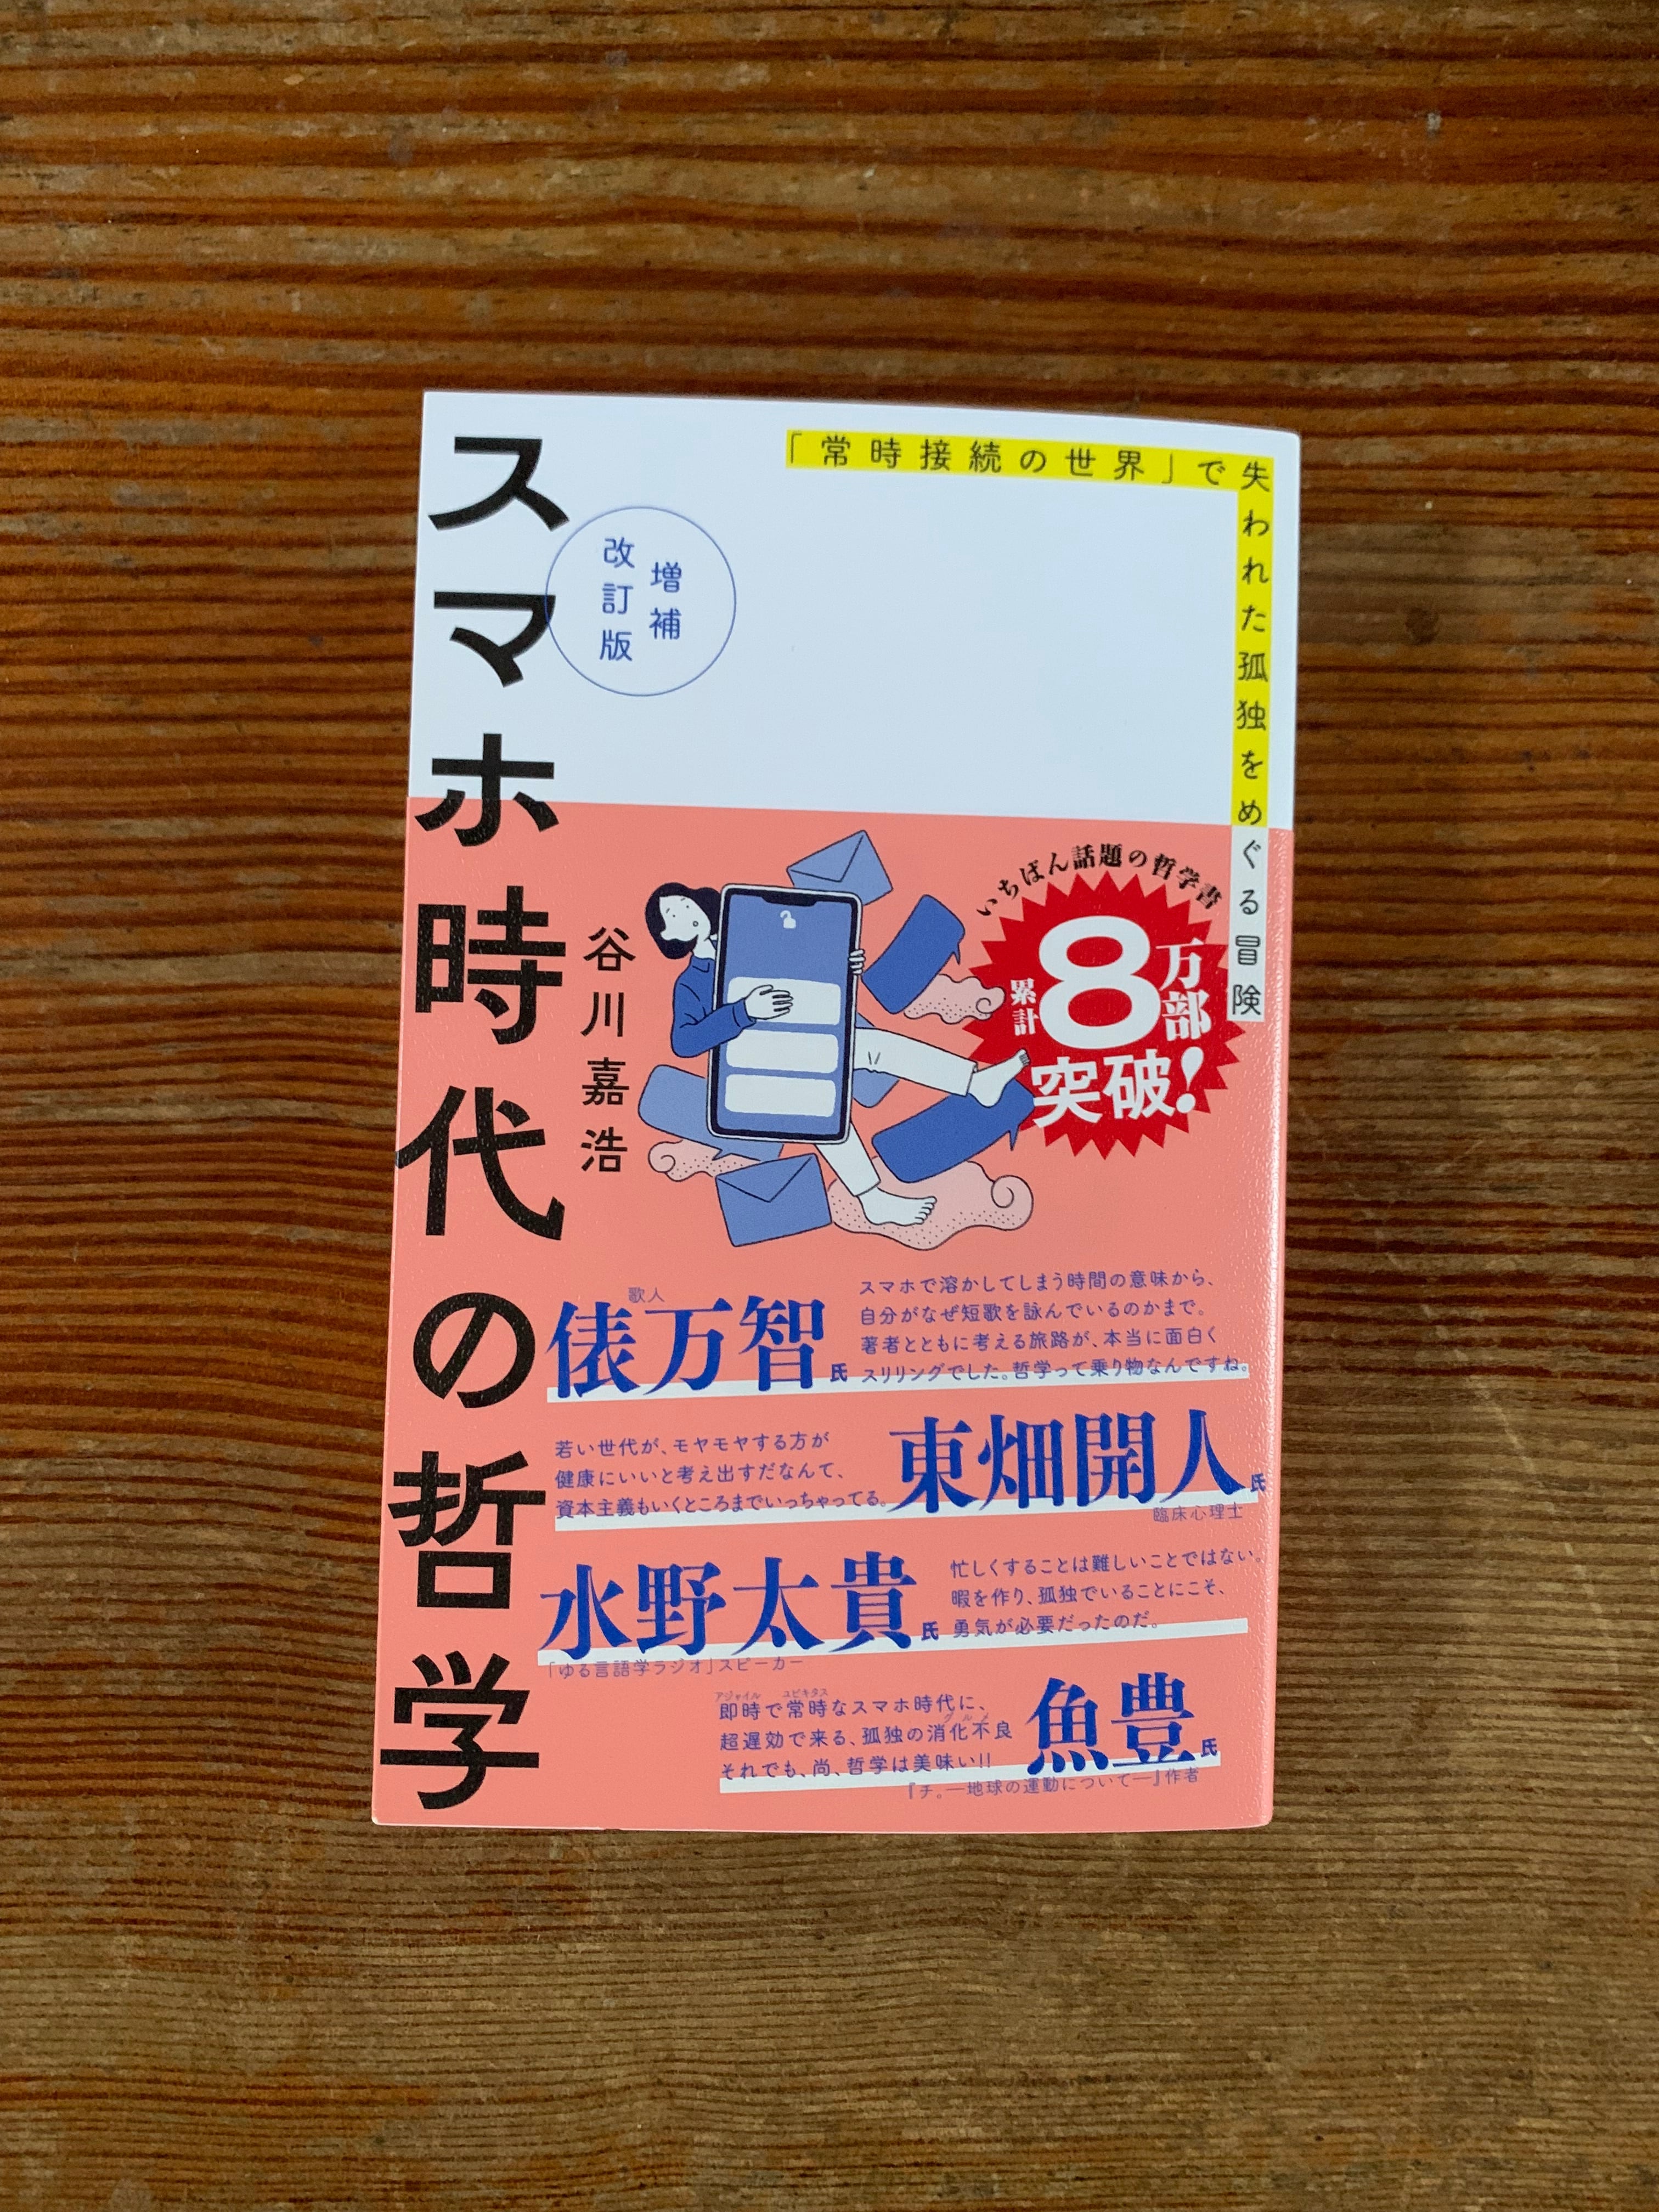 「常時接続の世界」で失われた孤独をめぐる冒険
スマホ時代の哲学
増補
改訂版
谷川嘉浩
いちばん話題の哲学書
累計8万部
突破!
歌人
俵万智氏
スマホで溶かしてしまう時間の意味から、
自分がなぜ短歌を詠んでいるのかまで。
著者とともに考える旅路が、本当に面白く
スリリングでした。哲学って乗り物なんですね。
若い世代が、モヤモヤする方が
健康にいいと考え出すだなんて、
資本主義もいくところまでいっちゃってる。
東畑開人氏
臨床心理士
水野太貴氏
「ゆる言語学ラジオ」スピーカー
忙しくすることは難しいことではない。
暇を作り、孤独でいることにこそ、
勇気が必要だったのだ。
アジャイル ユビキタス
即時で常時なスマホ時代に、
グルメ
超遅効で来る、孤独の消化不良
それでも、尚、哲学は美味い!!
魚豊氏
『チ。―地球の運動について―』作者